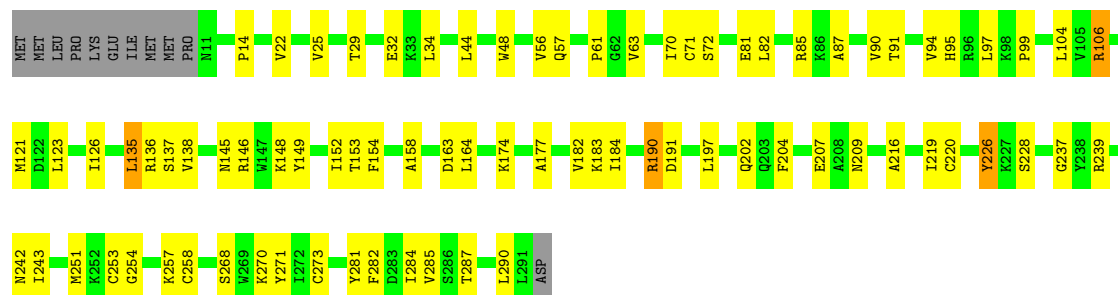 MET MET LEU PRO LYS GLU ILE MET MET PRO N11 P14 V22 V25 T29 E32 K33 L34 L44 W48 V56 Q57 P61 G62 V63 I70 C71 S72 E81 L82 R85 K86 A87 V90 T91 V94 H95 R96 L97 K98 P99 L104 V105 R106
M121 D122 L123 I126 L135 R136 S137 V138 N145 R146 W147 K148 Y149 I152 T153 F154 A158 D163 L164 K174 A177 V182 K183 I184 R190 D191 L197 Q202 Q203 F204 E207 A208 N209 A216 I219 C220 Y226 K227 S228 G237 Y238 R239
N242 I243 M251 K252 C253 G254 K257 C258 S268 W269 K270 Y271 I272 C273 Y281 F282 D283 I284 V285 S286 T287 L290 L291 ASP